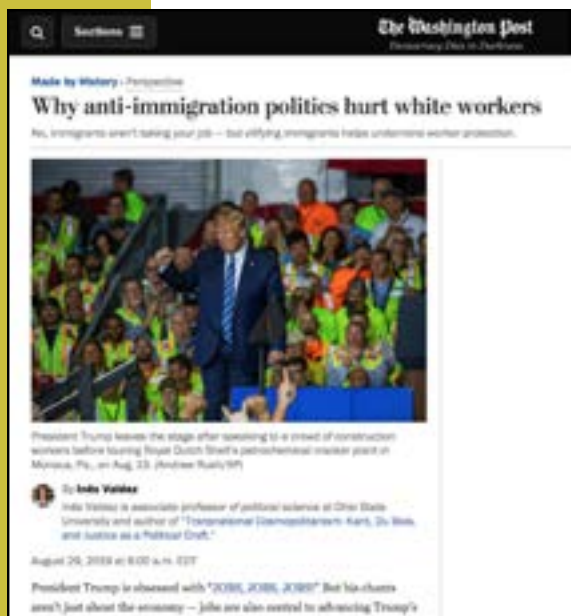 Sections
The Washington Post
Democracy Dies in Darkness
Made by History • Perspective
Why anti-immigration politics hurt white workers
No, immigrants aren't taking your job — but vilifying immigrants helps undermine worker protection.
President Trump leaves the stage after speaking to a crowd of construction
workers before touring Royal Dutch Shell's petrochemical cracker plant in
Monaca, Pa., on Aug. 13. (Andrew Rush/AP)
By Inés Valdez
Inés Valdez is associate professor of political science at Ohio State
University and author of "Transnational Cosmopolitanism: Kant, Du Bois,
and Justice as a Political Craft."
August 29, 2019 at 6:00 a.m. EDT
President Trump is obsessed with "JOBS, JOBS, JOBS!" But his chants
aren't just about the economy — jobs are also central to advancing Trump's